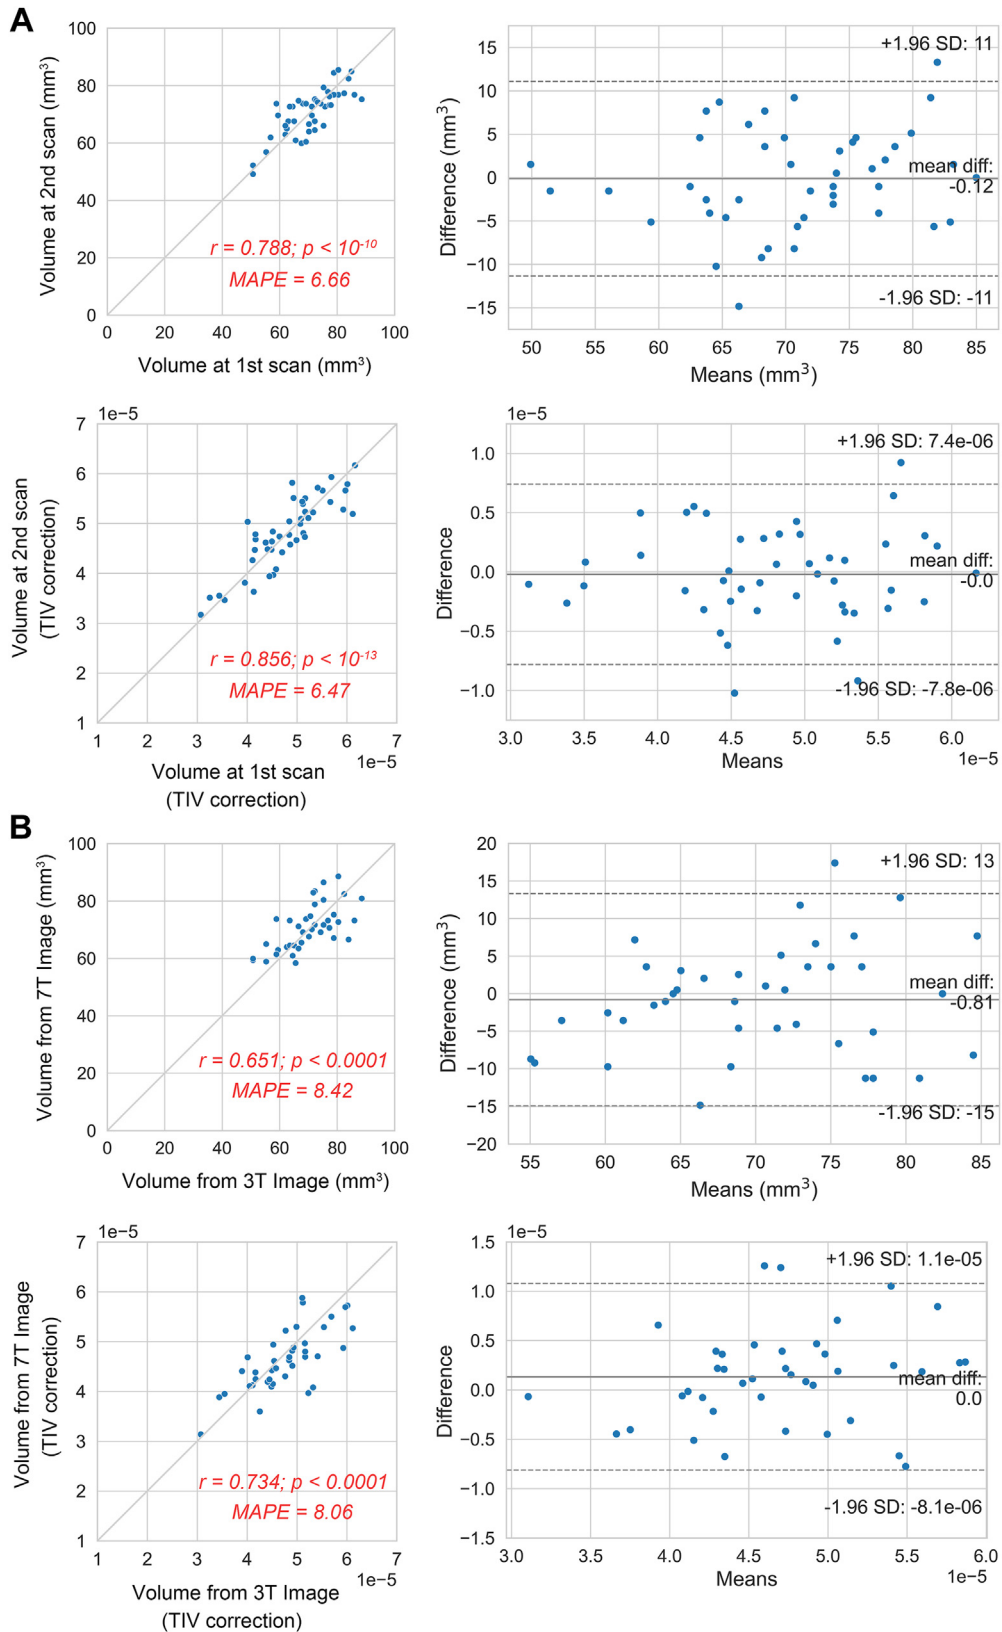 A
100
80
60
40
20
0
0 20 40 60 80 100
Volume at 2nd scan (mm³)
Volume at 1st scan (mm³)
r = 0.788; p < 10⁻¹⁰
MAPE = 6.66
15
10
5
0
−5
−10
−15
50 55 60 65 70 75 80 85
Difference (mm³)
Means (mm³)
+1.96 SD: 11
mean diff:
-0.12
-1.96 SD: -11
1e−5
7
6
5
4
3
2
1
1 2 3 4 5 6 7
1e−5
Volume at 2nd scan
(TIV correction)
Volume at 1st scan
(TIV correction)
r = 0.856; p < 10⁻¹³
MAPE = 6.47
1e−5
1.0
0.5
0.0
−0.5
−1.0
3.0 3.5 4.0 4.5 5.0 5.5 6.0
1e−5
Difference
Means
+1.96 SD: 7.4e-06
mean diff:
-0.0
-1.96 SD: -7.8e-06
B
100
80
60
40
20
0
0 20 40 60 80 100
Volume from 7T Image (mm³)
Volume from 3T Image (mm³)
r = 0.651; p < 0.0001
MAPE = 8.42
20
15
10
5
0
−5
−10
−15
−20
55 60 65 70 75 80 85
Difference (mm³)
Means (mm³)
+1.96 SD: 13
mean diff:
-0.81
-1.96 SD: -15
1e−5
7
6
5
4
3
2
1
1 2 3 4 5 6 7
1e−5
Volume from 7T Image
(TIV correction)
Volume from 3T Image
(TIV correction)
r = 0.734; p < 0.0001
MAPE = 8.06
1e−5
1.5
1.0
0.5
0.0
−0.5
−1.0
−1.5
3.0 3.5 4.0 4.5 5.0 5.5 6.0
1e−5
Difference
Means
+1.96 SD: 1.1e-05
mean diff:
0.0
-1.96 SD: -8.1e-06